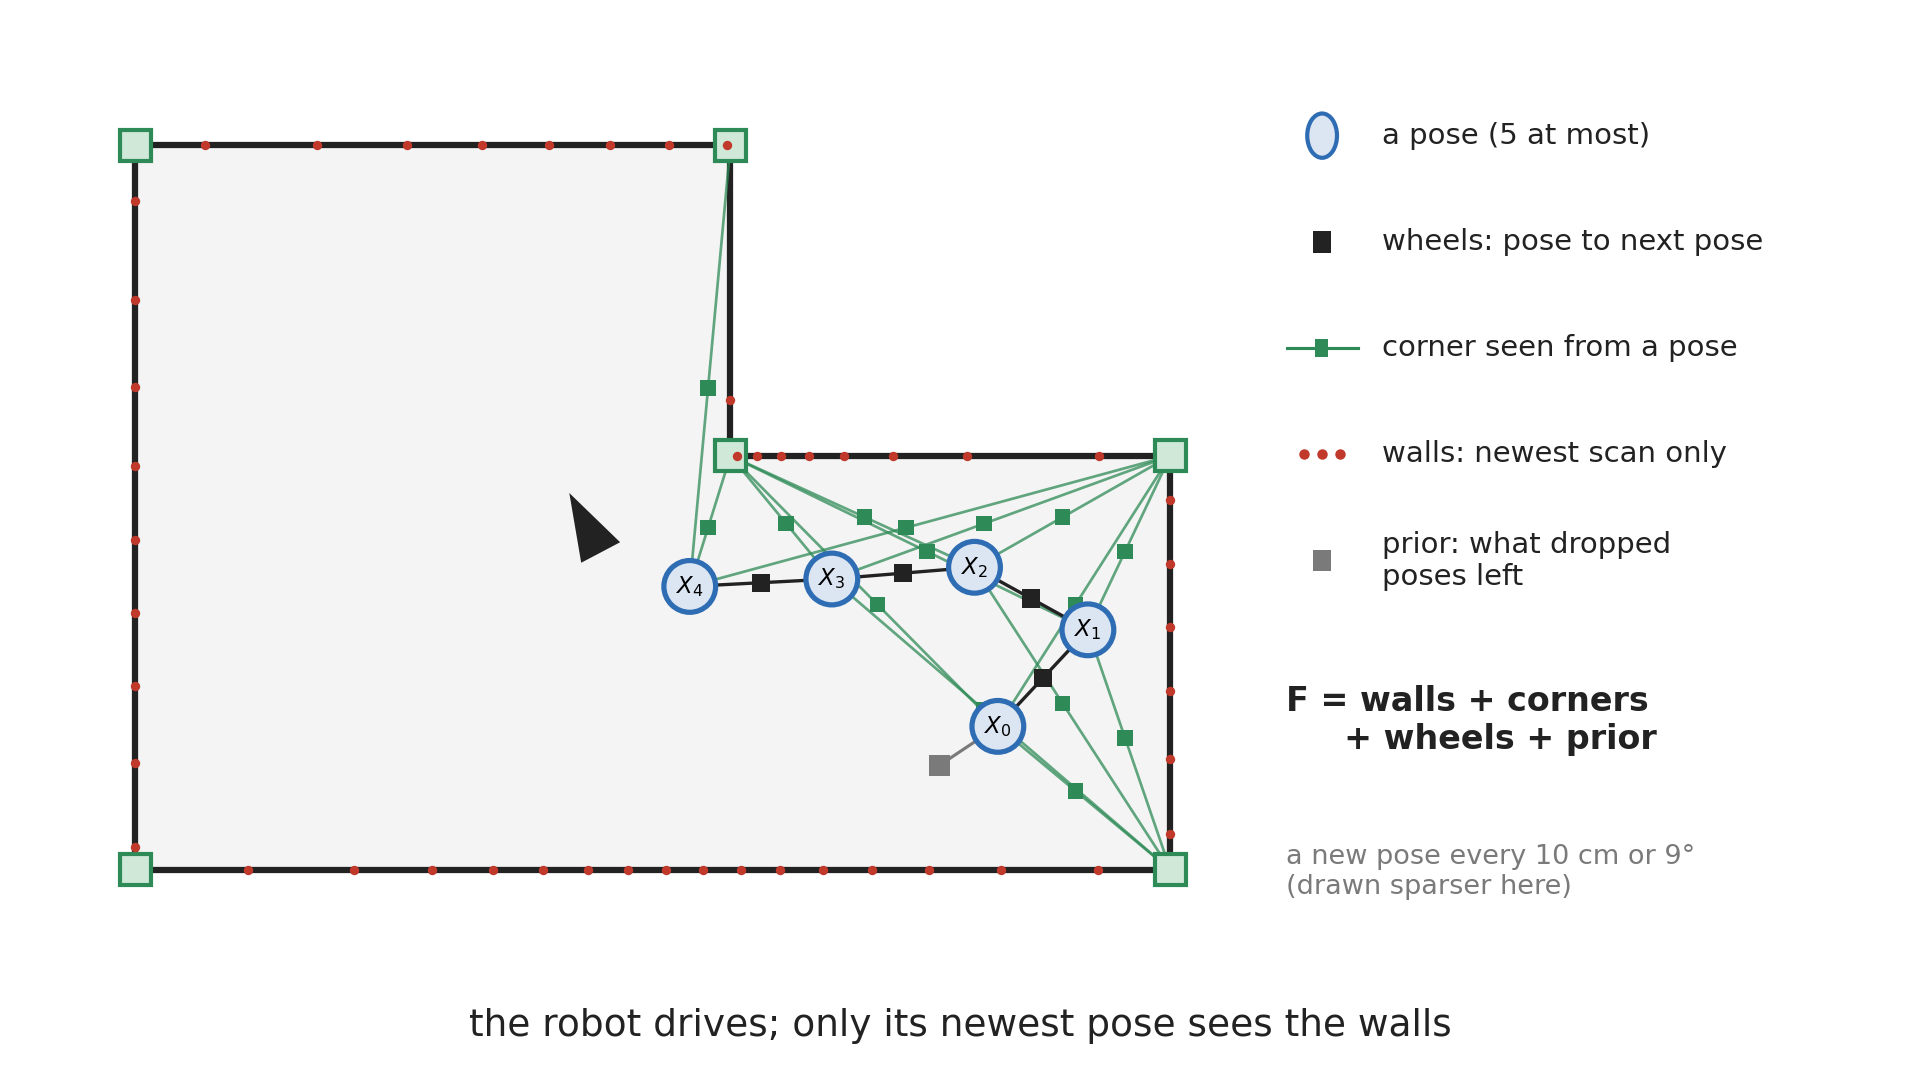 a pose (5 at most)
wheels: pose to next pose
corner seen from a pose
walls: newest scan only
prior: what dropped
poses left
F = walls + corners
+ wheels + prior
a new pose every 10 cm or 9°
(drawn sparser here)
X₄
X₃
X₂
X₁
X₀
the robot drives; only its newest pose sees the walls